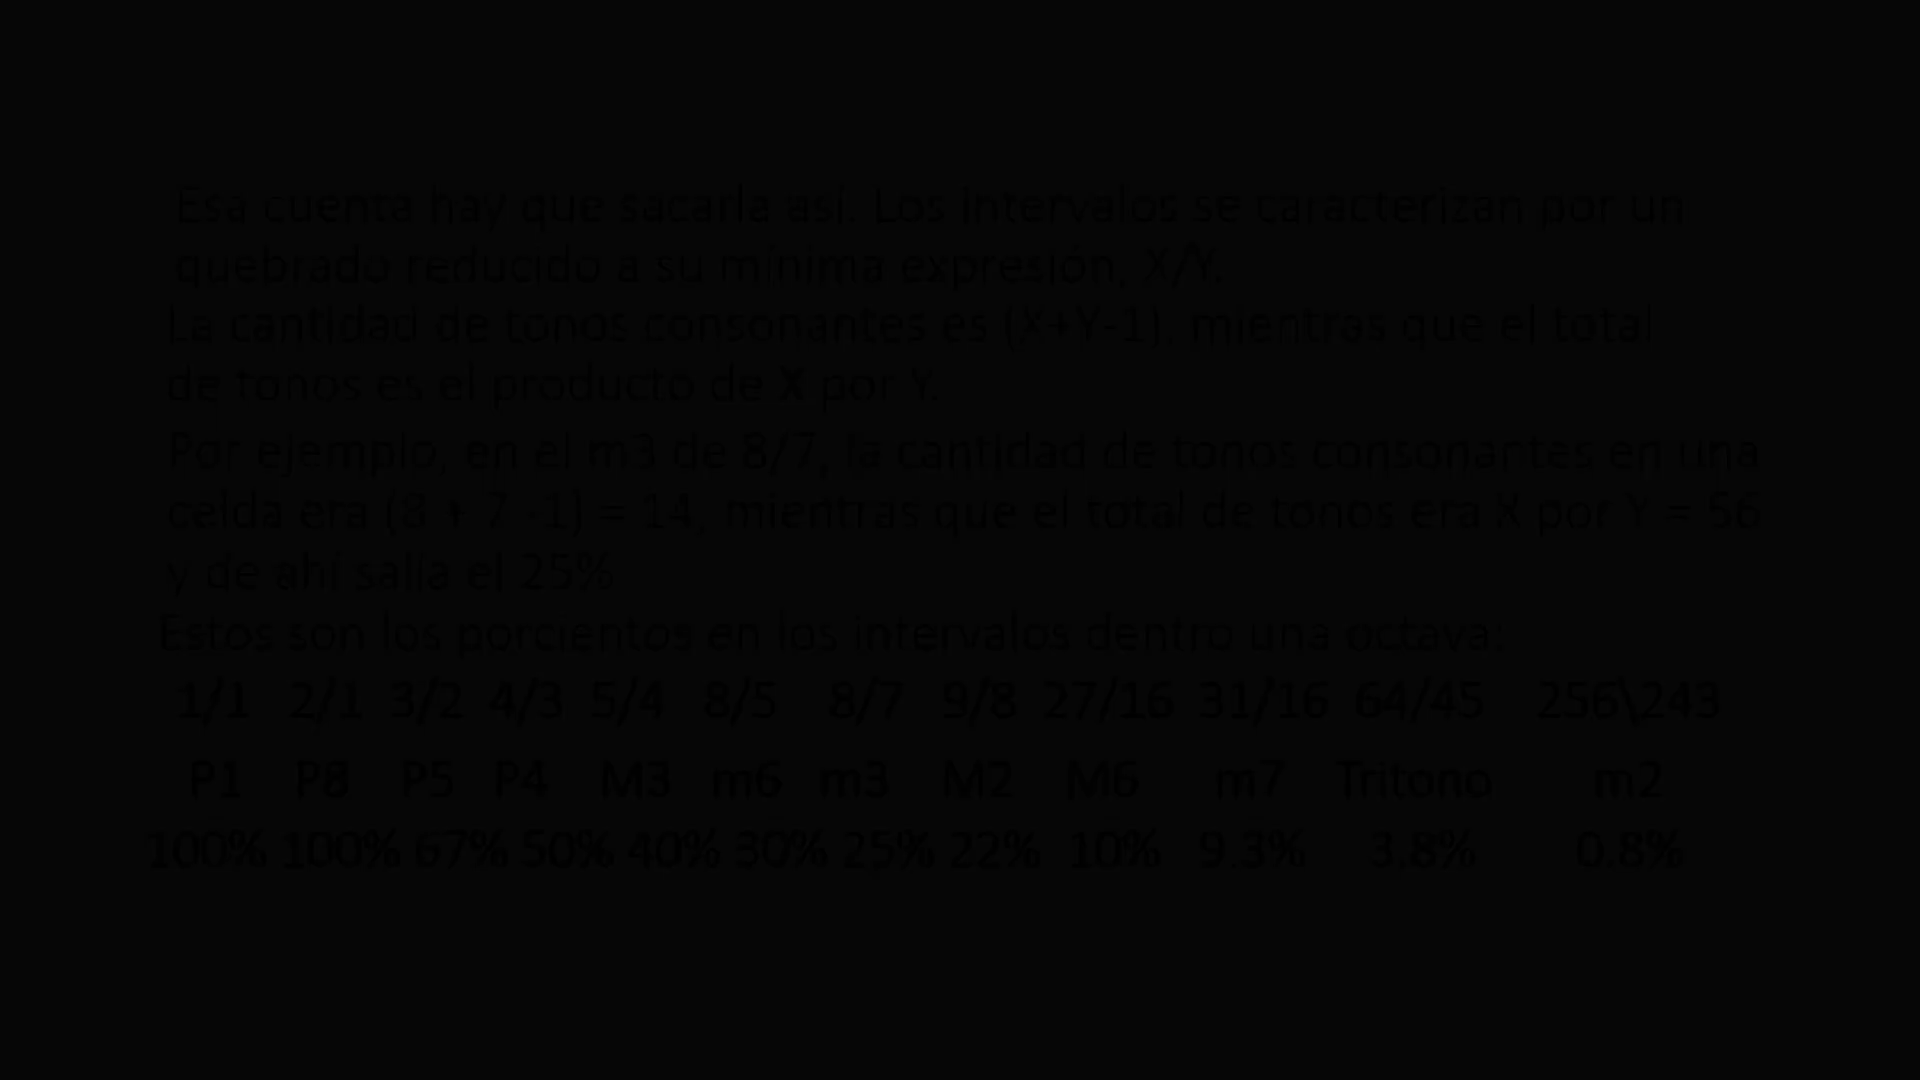 Esa cuenta hay que sacarla así. Los intervalos se caracterizan por un
quebrado reducido a su mínima expresión, X/Y.
La cantidad de tonos consonantes es (X+Y-1), mientras que el total
de tonos es el producto de X por Y.
Por ejemplo, en el m3 de 8/7, la cantidad de tonos consonantes en una
celda era (8 + 7 -1) = 14, mientras que el total de tonos era X por Y = 56
y de ahí salía el 25%
Estos son los porcientos en los intervalos dentro una octava:
1/1 2/1 3/2 4/3 5/4 8/5 8/7 9/8 27/16 31/16 64/45 256\243
P1 P8 P5 P4 M3 m6 m3 M2 M6 m7 Tritono m2
100% 100% 67% 50% 40% 30% 25% 22% 10% 9.3% 3.8% 0.8%